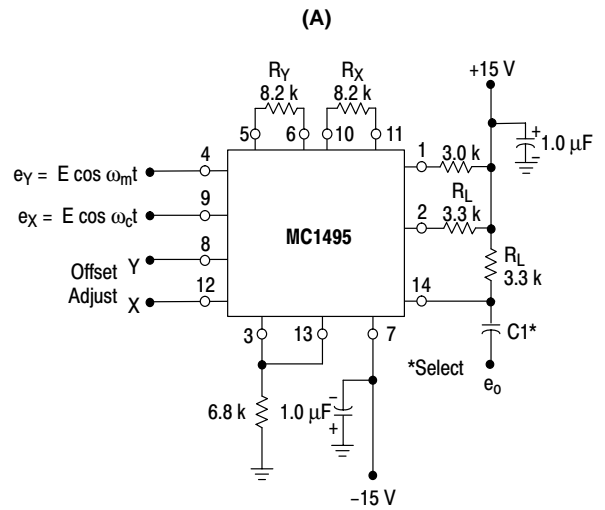 (A)
RY
8.2 k
RX
8.2 k
+15 V
5
6
10
11
+
1.0 μF
–
4
eY = E cos ωmt
1
3.0 k
9
eX = E cos ωct
RL
2
3.3 k
MC1495
8
Offset Y
Adjust X
12
RL
3.3 k
14
C1*
3
13
7
*Select
eo
6.8 k
1.0 μF
–
+
–15 V